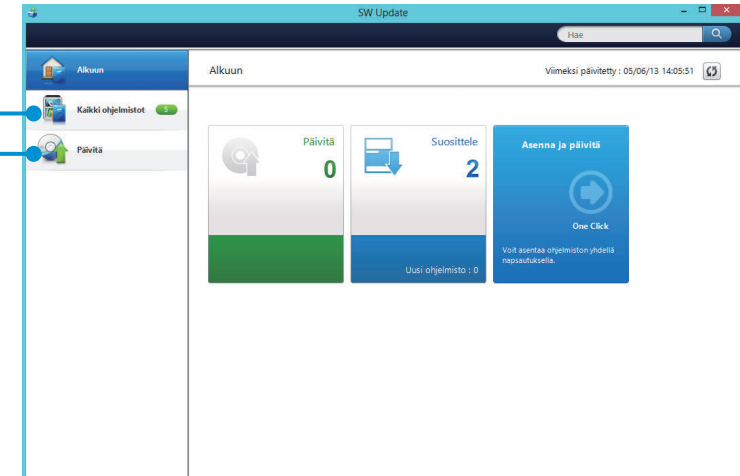 SW Update
Hae
Alkuun
Kaikki ohjelmistot 5
Päivitä
Alkuun
Viimeksi päivitetty : 05/06/13 14:05:51
Päivitä
0
Suosittele
2
Uusi ohjelmisto : 0
Asenna ja päivitä
One Click
Voit asentaa ohjelmiston yhdellä
napsautuksella.